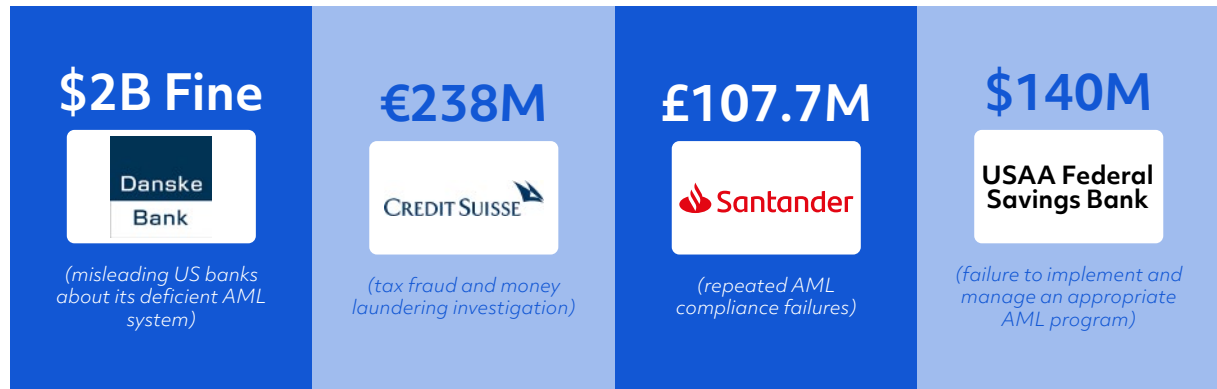 $2B Fine
Danske
Bank
(misleading US banks
about its deficient AML
system)
€238M
CREDIT SUISSE
(tax fraud and money
laundering investigation)
£107.7M
Santander
(repeated AML
compliance failures)
$140M
USAA Federal
Savings Bank
(failure to implement and
manage an appropriate
AML program)